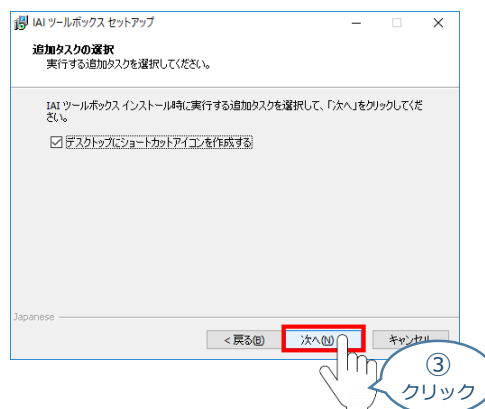 IAI ツールボックス セットアップ
追加タスクの選択
実行する追加タスクを選択してください。
IAI ツールボックス インストール時に実行する追加タスクを選択して、「次へ」をクリックしてくだ
さい。
デスクトップにショートカットアイコンを作成する
Japanese
< 戻る(B)
次へ(N)
キャンセル
③
クリック